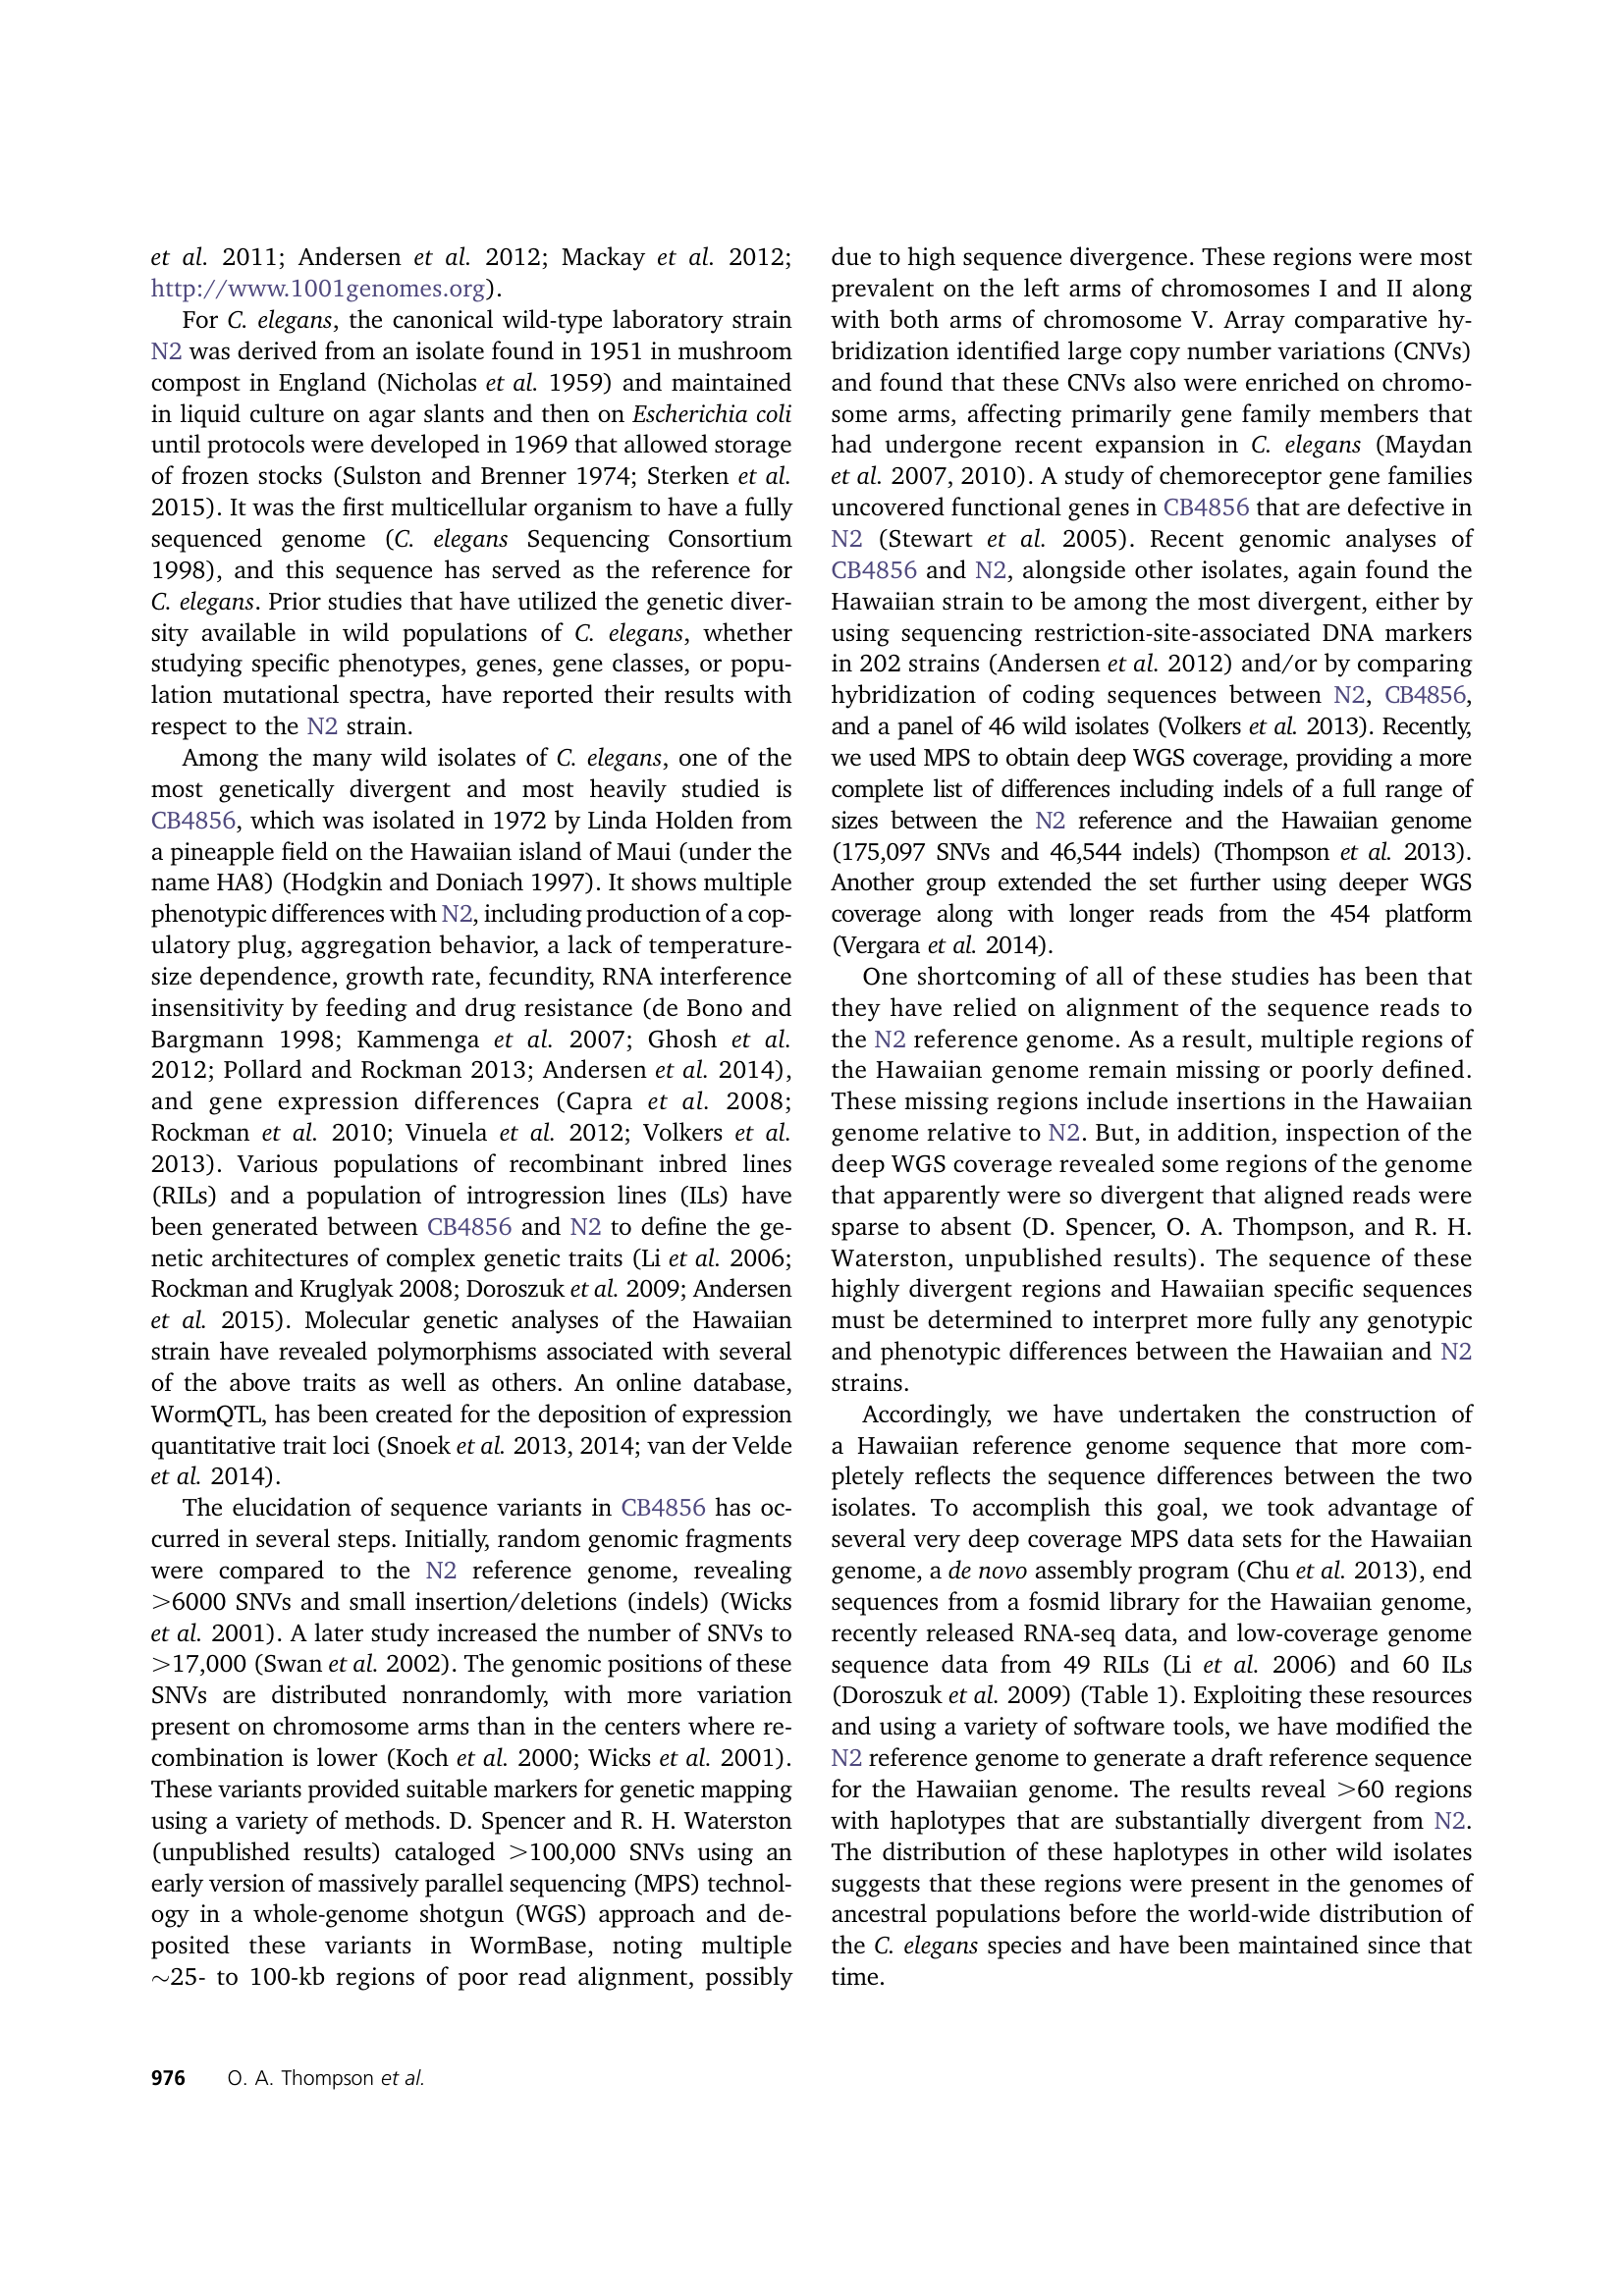 et al. 2011; Andersen et al. 2012; Mackay et al. 2012;
http://www.1001genomes.org).
For C. elegans, the canonical wild-type laboratory strain
N2 was derived from an isolate found in 1951 in mushroom
compost in England (Nicholas et al. 1959) and maintained
in liquid culture on agar slants and then on Escherichia coli
until protocols were developed in 1969 that allowed storage
of frozen stocks (Sulston and Brenner 1974; Sterken et al.
2015). It was the first multicellular organism to have a fully
sequenced genome (C. elegans Sequencing Consortium
1998), and this sequence has served as the reference for
C. elegans. Prior studies that have utilized the genetic diver-
sity available in wild populations of C. elegans, whether
studying specific phenotypes, genes, gene classes, or popu-
lation mutational spectra, have reported their results with
respect to the N2 strain.
Among the many wild isolates of C. elegans, one of the
most genetically divergent and most heavily studied is
CB4856, which was isolated in 1972 by Linda Holden from
a pineapple field on the Hawaiian island of Maui (under the
name HA8) (Hodgkin and Doniach 1997). It shows multiple
phenotypic differences with N2, including production of a cop-
ulatory plug, aggregation behavior, a lack of temperature-
size dependence, growth rate, fecundity, RNA interference
insensitivity by feeding and drug resistance (de Bono and
Bargmann 1998; Kammenga et al. 2007; Ghosh et al.
2012; Pollard and Rockman 2013; Andersen et al. 2014),
and gene expression differences (Capra et al. 2008;
Rockman et al. 2010; Vinuela et al. 2012; Volkers et al.
2013). Various populations of recombinant inbred lines
(RILs) and a population of introgression lines (ILs) have
been generated between CB4856 and N2 to define the ge-
netic architectures of complex genetic traits (Li et al. 2006;
Rockman and Kruglyak 2008; Doroszuk et al. 2009; Andersen
et al. 2015). Molecular genetic analyses of the Hawaiian
strain have revealed polymorphisms associated with several
of the above traits as well as others. An online database,
WormQTL, has been created for the deposition of expression
quantitative trait loci (Snoek et al. 2013, 2014; van der Velde
et al. 2014).
The elucidation of sequence variants in CB4856 has oc-
curred in several steps. Initially, random genomic fragments
were compared to the N2 reference genome, revealing
>6000 SNVs and small insertion/deletions (indels) (Wicks
et al. 2001). A later study increased the number of SNVs to
>17,000 (Swan et al. 2002). The genomic positions of these
SNVs are distributed nonrandomly, with more variation
present on chromosome arms than in the centers where re-
combination is lower (Koch et al. 2000; Wicks et al. 2001).
These variants provided suitable markers for genetic mapping
using a variety of methods. D. Spencer and R. H. Waterston
(unpublished results) cataloged >100,000 SNVs using an
early version of massively parallel sequencing (MPS) technol-
ogy in a whole-genome shotgun (WGS) approach and de-
posited these variants in WormBase, noting multiple
~25- to 100-kb regions of poor read alignment, possibly
due to high sequence divergence. These regions were most
prevalent on the left arms of chromosomes I and II along
with both arms of chromosome V. Array comparative hy-
bridization identified large copy number variations (CNVs)
and found that these CNVs also were enriched on chromo-
some arms, affecting primarily gene family members that
had undergone recent expansion in C. elegans (Maydan
et al. 2007, 2010). A study of chemoreceptor gene families
uncovered functional genes in CB4856 that are defective in
N2 (Stewart et al. 2005). Recent genomic analyses of
CB4856 and N2, alongside other isolates, again found the
Hawaiian strain to be among the most divergent, either by
using sequencing restriction-site-associated DNA markers
in 202 strains (Andersen et al. 2012) and/or by comparing
hybridization of coding sequences between N2, CB4856,
and a panel of 46 wild isolates (Volkers et al. 2013). Recently,
we used MPS to obtain deep WGS coverage, providing a more
complete list of differences including indels of a full range of
sizes between the N2 reference and the Hawaiian genome
(175,097 SNVs and 46,544 indels) (Thompson et al. 2013).
Another group extended the set further using deeper WGS
coverage along with longer reads from the 454 platform
(Vergara et al. 2014).
One shortcoming of all of these studies has been that
they have relied on alignment of the sequence reads to
the N2 reference genome. As a result, multiple regions of
the Hawaiian genome remain missing or poorly defined.
These missing regions include insertions in the Hawaiian
genome relative to N2. But, in addition, inspection of the
deep WGS coverage revealed some regions of the genome
that apparently were so divergent that aligned reads were
sparse to absent (D. Spencer, O. A. Thompson, and R. H.
Waterston, unpublished results). The sequence of these
highly divergent regions and Hawaiian specific sequences
must be determined to interpret more fully any genotypic
and phenotypic differences between the Hawaiian and N2
strains.
Accordingly, we have undertaken the construction of
a Hawaiian reference genome sequence that more com-
pletely reflects the sequence differences between the two
isolates. To accomplish this goal, we took advantage of
several very deep coverage MPS data sets for the Hawaiian
genome, a de novo assembly program (Chu et al. 2013), end
sequences from a fosmid library for the Hawaiian genome,
recently released RNA-seq data, and low-coverage genome
sequence data from 49 RILs (Li et al. 2006) and 60 ILs
(Doroszuk et al. 2009) (Table 1). Exploiting these resources
and using a variety of software tools, we have modified the
N2 reference genome to generate a draft reference sequence
for the Hawaiian genome. The results reveal >60 regions
with haplotypes that are substantially divergent from N2.
The distribution of these haplotypes in other wild isolates
suggests that these regions were present in the genomes of
ancestral populations before the world-wide distribution of
the C. elegans species and have been maintained since that
time.
976 O. A. Thompson et al.